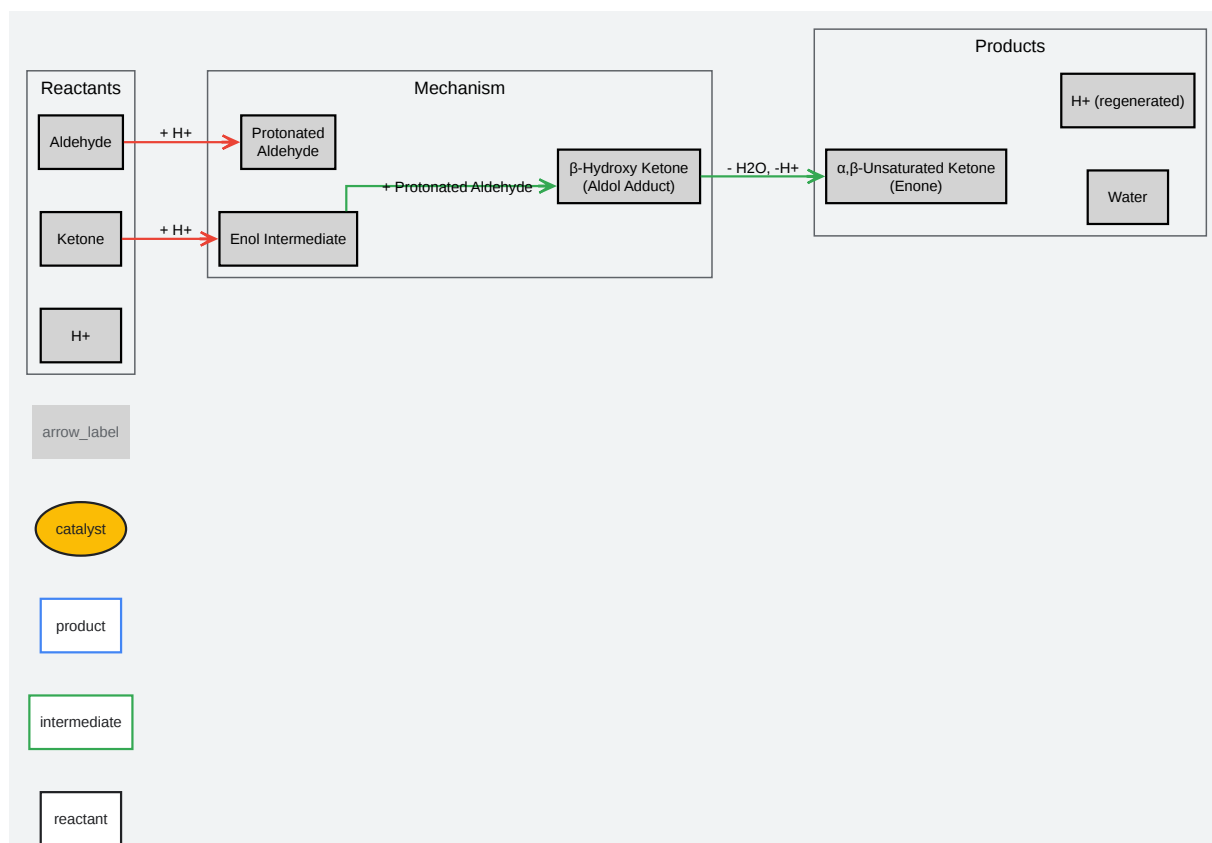 Products
Reactants
Mechanism
H+ (regenerated)
Aldehyde
+ H+
Protonated
Aldehyde
β-Hydroxy Ketone
(Aldol Adduct)
- H2O, -H+
α,β-Unsaturated Ketone
(Enone)
+ Protonated Aldehyde
Water
Ketone
+ H+
Enol Intermediate
H+
arrow_label
catalyst
product
intermediate
reactant